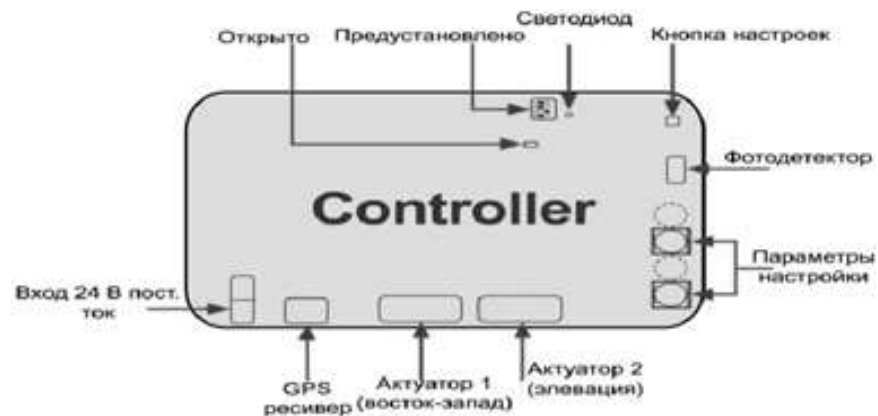 Светодиод
Открыто
Предустановлено
Кнопка настроек
Фотодетектор
Controller
Параметры
настройки
Вход 24 В пост.
ток
GPS
ресивер
Актуатор 1
(восток-запад)
Актуатор 2
(элевация)